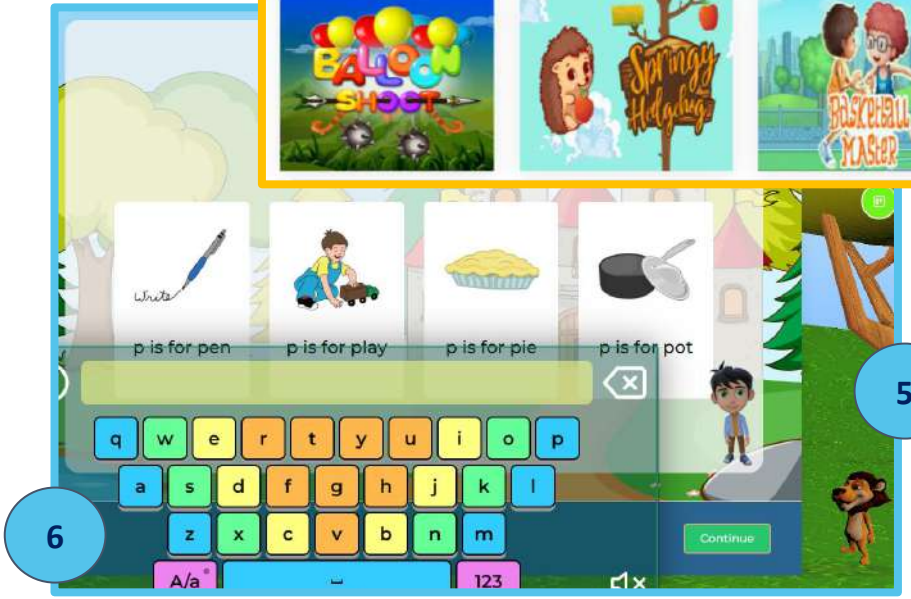 BALLOON
SHOOT
Springy
Hedgehog
BASKETBALL
MASTER
Write
p is for pen
p is for play
p is for pie
p is for pot
q w e r t y u i o p
a s d f g h j k l
z x c v b n m
A/a 123
Continue
5
6